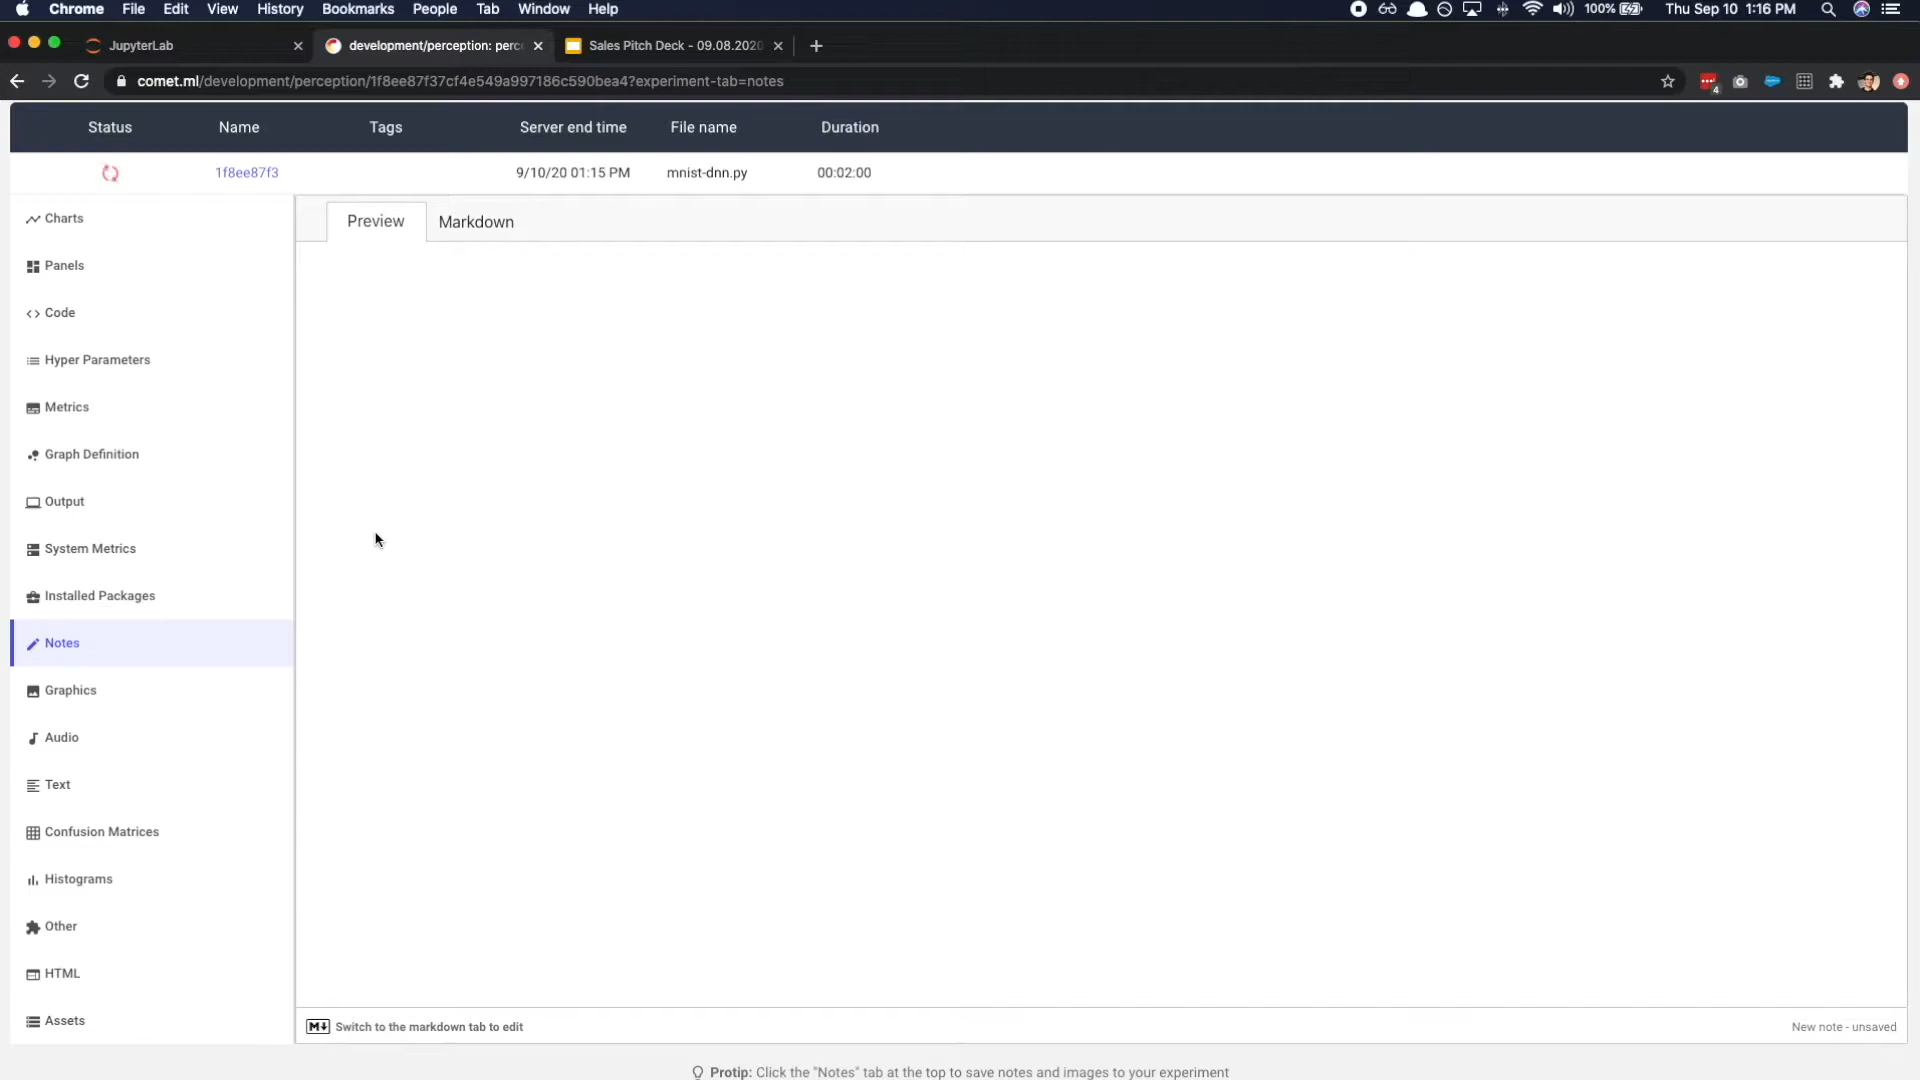 Chrome File Edit View History Bookmarks People Tab Window Help 100% Thu Sep 10 1:16 PM
JupyterLab development/perception: perc Sales Pitch Deck - 09.08.2020
comet.ml/development/perception/1f8ee87f37cf4e549a997186c590bea4?experiment-tab=notes 4
Status Name Tags Server end time File name Duration
1f8ee87f3 9/10/20 01:15 PM mnist-dnn.py 00:02:00
Charts
Preview Markdown
Panels
Code
Hyper Parameters
Metrics
Graph Definition
Output
System Metrics
Installed Packages
Notes
Graphics
Audio
Text
Confusion Matrices
Histograms
Other
HTML
Assets
M Switch to the markdown tab to edit New note - unsaved
Protip: Click the "Notes" tab at the top to save notes and images to your experiment